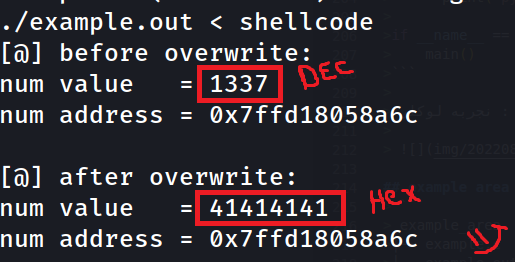 ./example.out < shellcode
[@] before overwrite:
num value   = 1337 DEC
num address = 0x7ffd18058a6c
[@] after overwrite:
num value   = 41414141 HEX
num address = 0x7ffd18058a6c